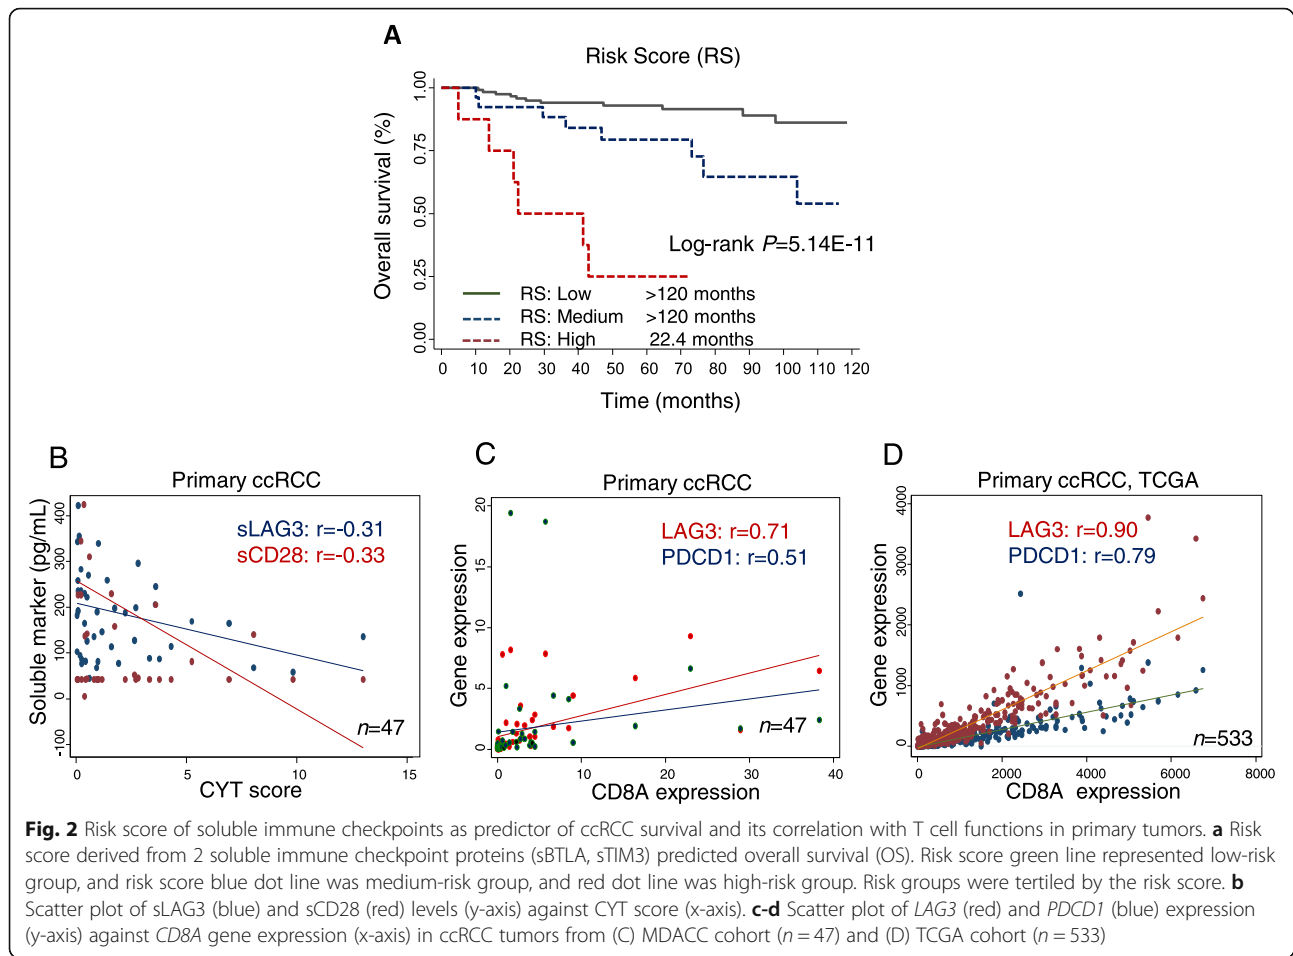 A
Risk Score (RS)
Overall survival (%)
1.00
0.75
0.50
0.25
0.00
Log-rank P=5.14E-11
RS: Low >120 months
RS: Medium >120 months
RS: High 22.4 months
0 10 20 30 40 50 60 70 80 90 100 110 120
Time (months)
B
Primary ccRCC
Soluble marker (pg/mL)
400
300
200
100
0
-100
sLAG3: r=-0.31
sCD28: r=-0.33
n=47
0 5 10 15
CYT score
C
Primary ccRCC
Gene expression
20
15
10
5
0
LAG3: r=0.71
PDCD1: r=0.51
n=47
0 10 20 30 40
CD8A expression
D
Primary ccRCC, TCGA
Gene expression
4000
3000
2000
1000
0
LAG3: r=0.90
PDCD1: r=0.79
n=533
0 2000 4000 6000 8000
CD8A expression
Fig. 2 Risk score of soluble immune checkpoints as predictor of ccRCC survival and its correlation with T cell functions in primary tumors. a Risk
score derived from 2 soluble immune checkpoint proteins (sBTLA, sTIM3) predicted overall survival (OS). Risk score green line represented low-risk
group, and risk score blue dot line was medium-risk group, and red dot line was high-risk group. Risk groups were tertiled by the risk score. b
Scatter plot of sLAG3 (blue) and sCD28 (red) levels (y-axis) against CYT score (x-axis). c-d Scatter plot of LAG3 (red) and PDCD1 (blue) expression
(y-axis) against CD8A gene expression (x-axis) in ccRCC tumors from (C) MDACC cohort (n = 47) and (D) TCGA cohort (n = 533)